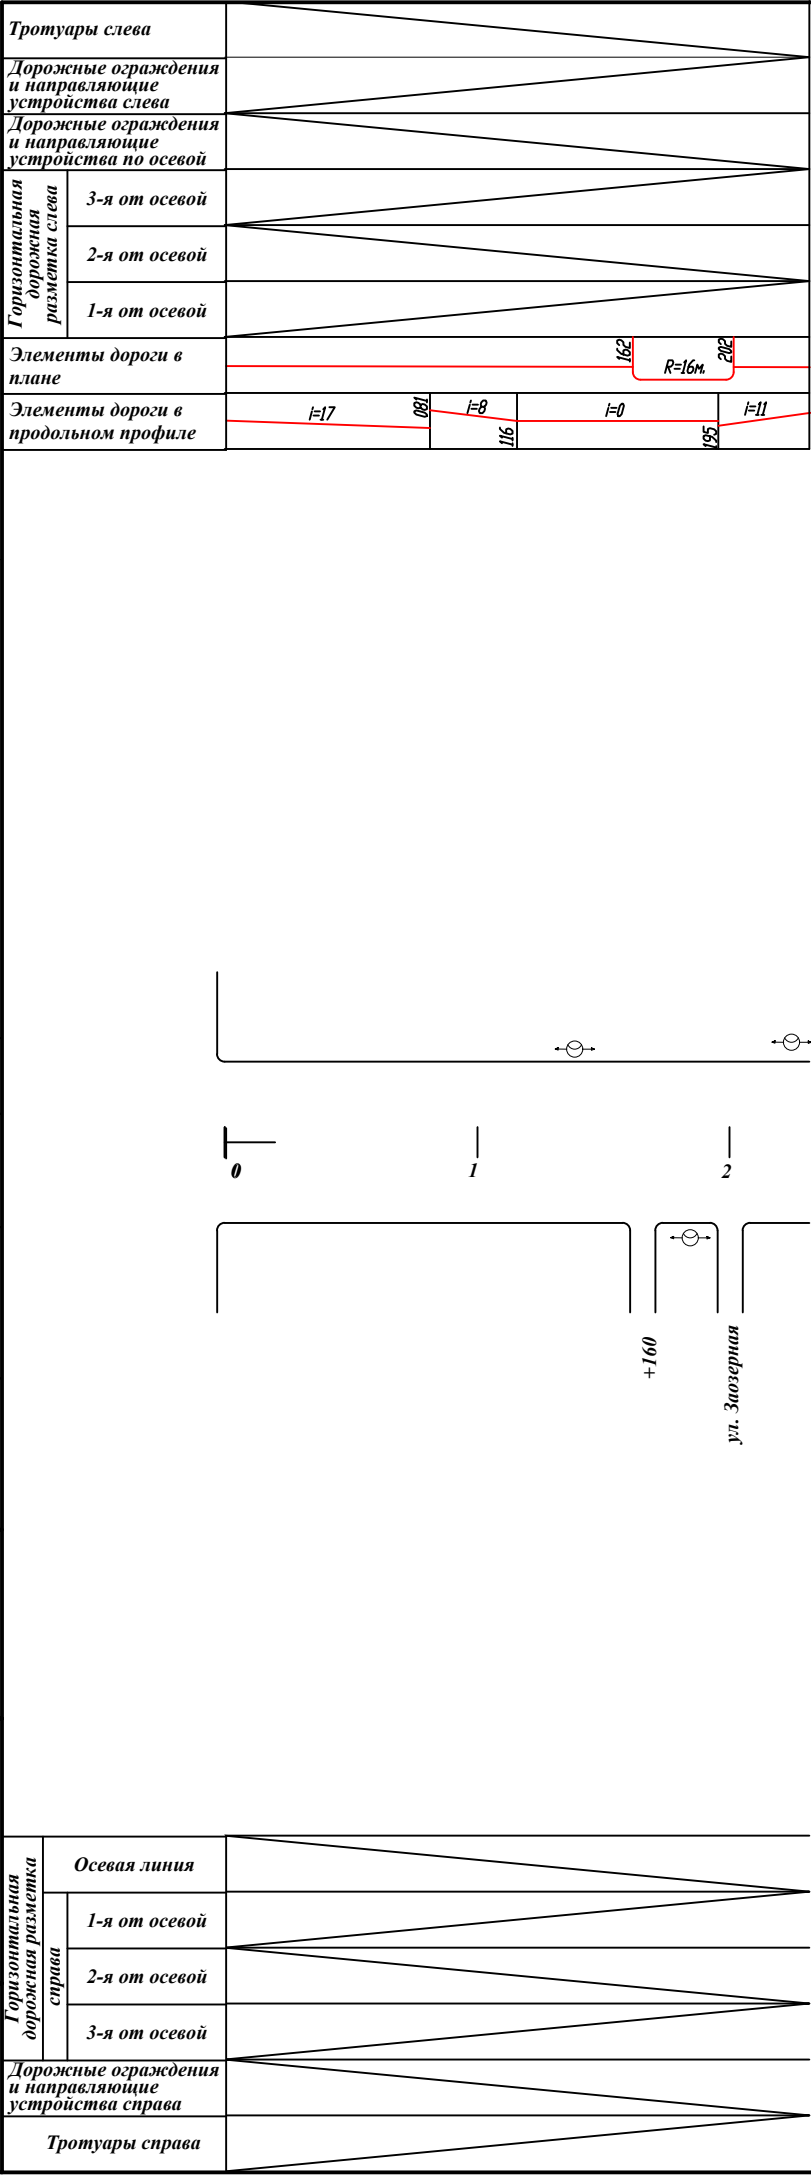 Тротуары слева
Дорожные ограждения
и направляющие
устройства слева
Дорожные ограждения
и направляющие
устройства по осевой
Горизонтальная
дорожная
разметка слева
3-я от осевой
2-я от осевой
1-я от осевой
Элементы дороги в
плане
162
R=16м.
202
Элементы дороги в
продольном профиле
i=17
081
i=8
116
i=0
195
i=11
0
1
2
+160
ул. Заозерная
Горизонтальная
дорожная разметка
Осевая линия
справа
1-я от осевой
2-я от осевой
3-я от осевой
Дорожные ограждения
и направляющие
устройства справа
Тротуары справа